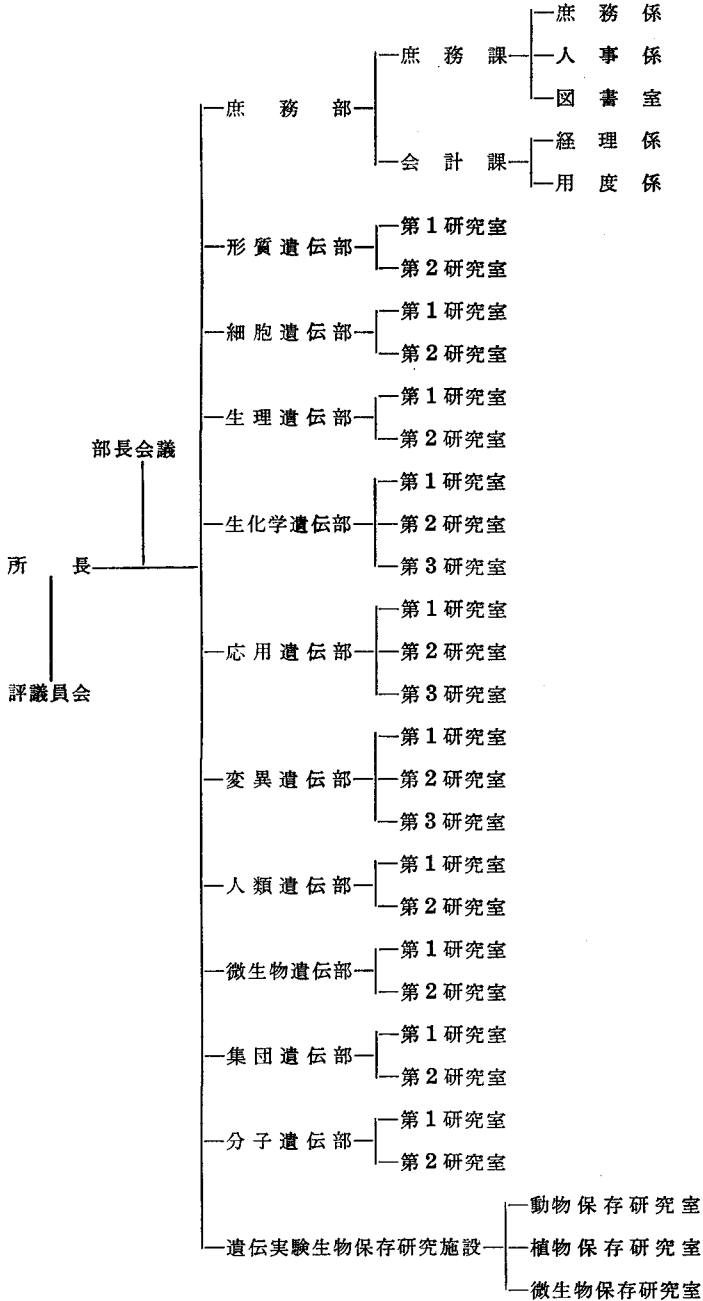 庶務係
庶務課
人事係
図書室
庶務部
経理係
会計課
用度係
形質遺伝部
第1研究室
第2研究室
細胞遺伝部
第1研究室
第2研究室
生理遺伝部
第1研究室
第2研究室
部長会議
生化学遺伝部
第1研究室
第2研究室
第3研究室
所長
応用遺伝部
第1研究室
第2研究室
第3研究室
評議員会
変異遺伝部
第1研究室
第2研究室
第3研究室
人類遺伝部
第1研究室
第2研究室
微生物遺伝部
第1研究室
第2研究室
集団遺伝部
第1研究室
第2研究室
分子遺伝部
第1研究室
第2研究室
遺伝実験生物保存研究施設
動物保存研究室
植物保存研究室
微生物保存研究室